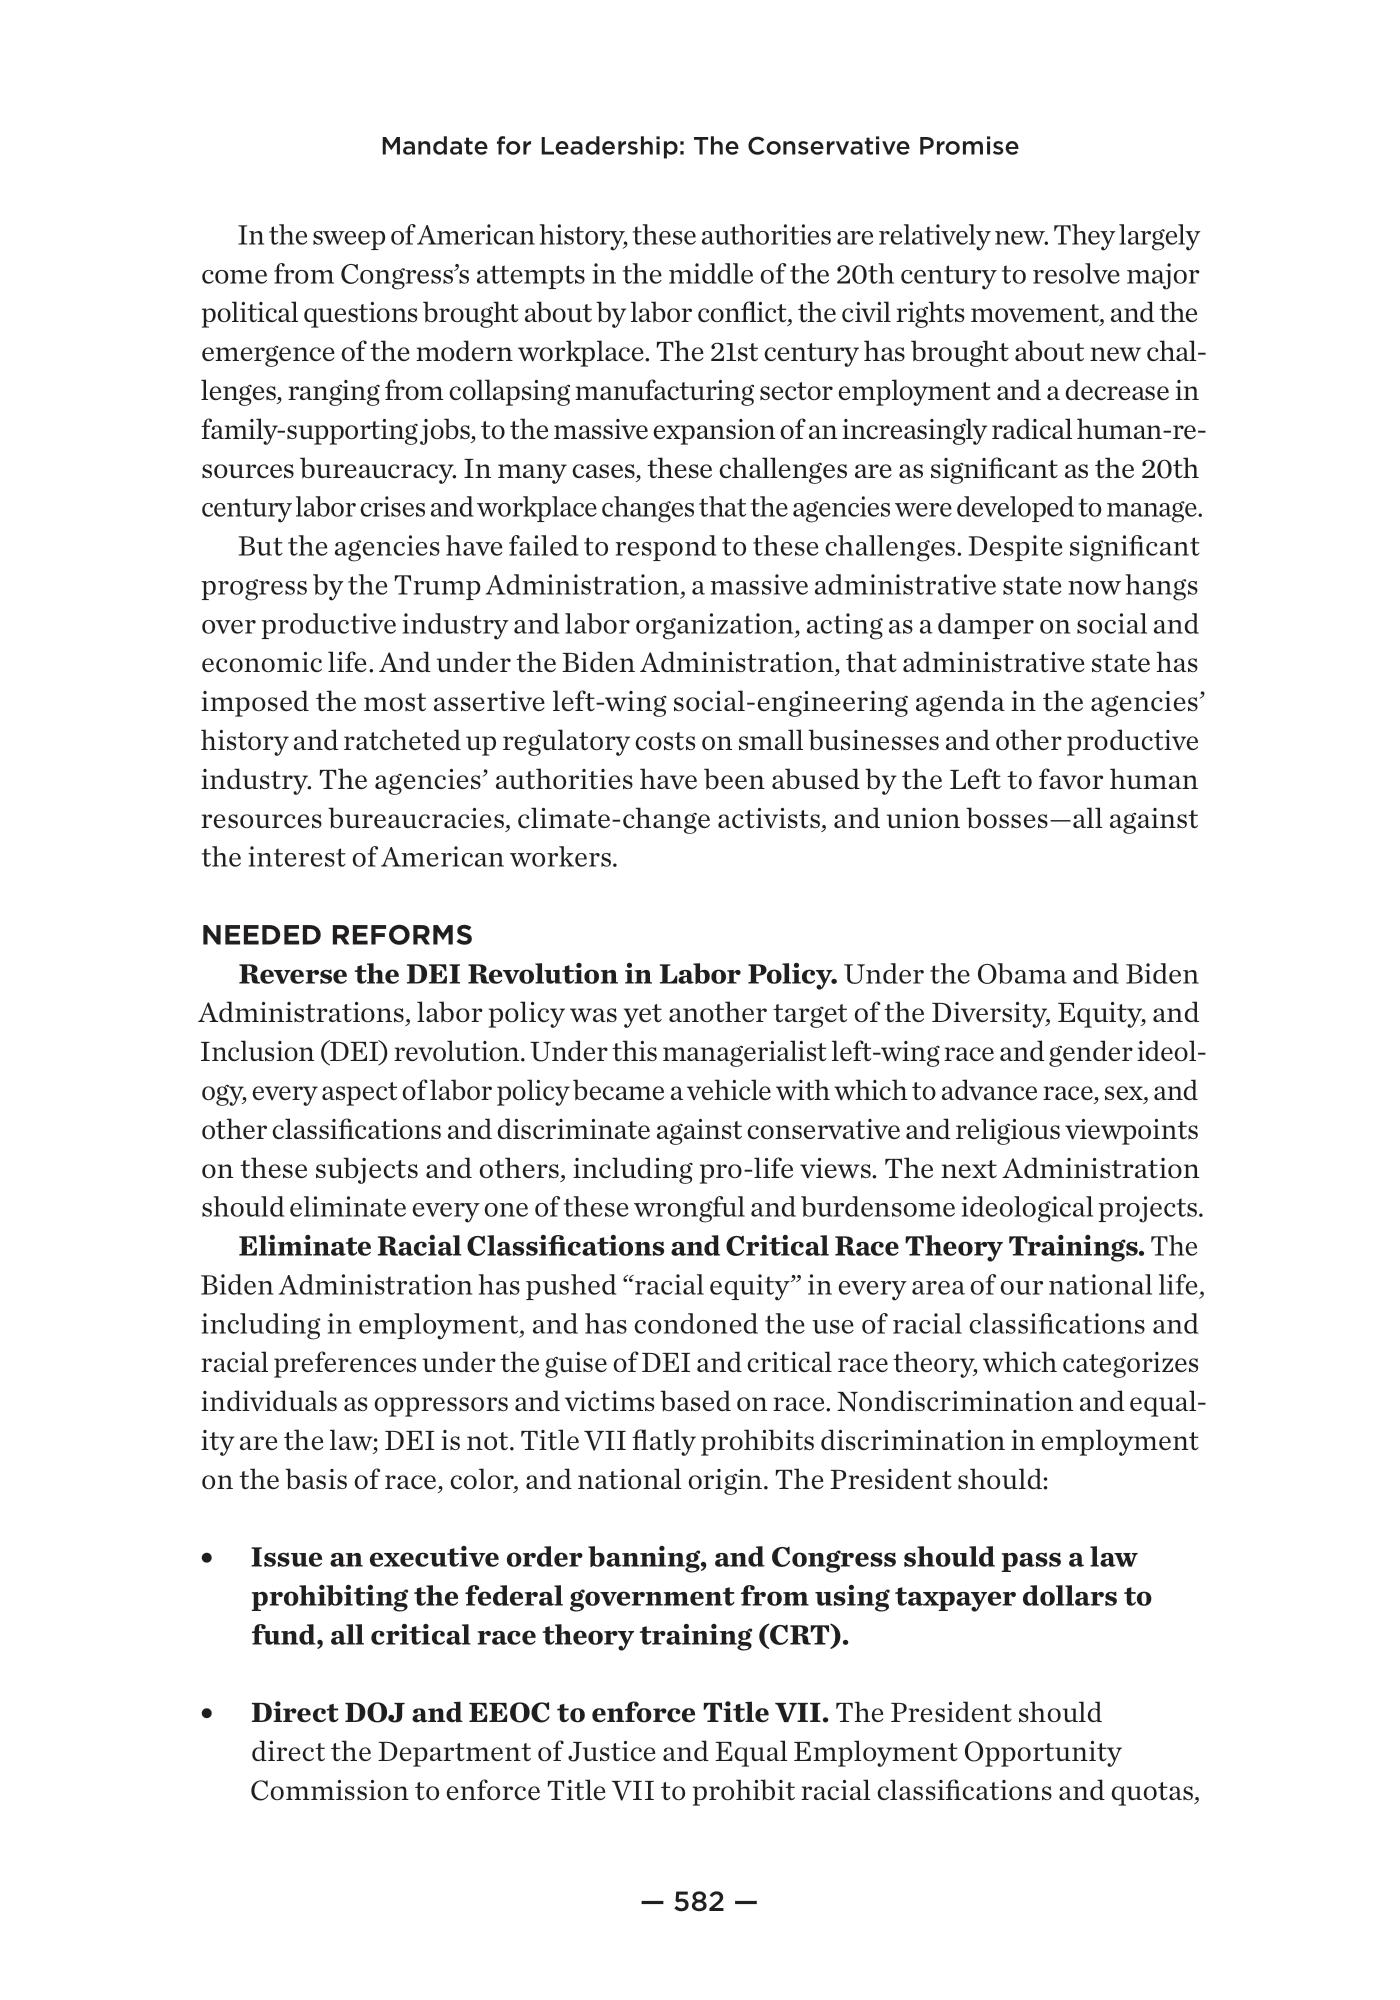 Mandate for Leadership: The Conservative Promise
In the sweep of American history, these authorities are relatively new. They largely
come from Congress’s attempts in the middle of the 20th century to resolve major
political questions brought about by labor conflict, the civil rights movement, and the
emergence of the modern workplace. The 21st century has brought about new chal-
lenges, ranging from collapsing manufacturing sector employment and a decrease in
family-supporting jobs, to the massive expansion of an increasingly radical human-re-
sources bureaucracy. In many cases, these challenges are as significant as the 20th
century labor crises and workplace changes that the agencies were developed to manage.
But the agencies have failed to respond to these challenges. Despite significant
progress by the Trump Administration, a massive administrative state now hangs
over productive industry and labor organization, acting as a damper on social and
economic life. And under the Biden Administration, that administrative state has
imposed the most assertive left-wing social-engineering agenda in the agencies’
history and ratcheted up regulatory costs on small businesses and other productive
industry. The agencies’ authorities have been abused by the Left to favor human
resources bureaucracies, climate-change activists, and union bosses—all against
the interest of American workers.
NEEDED REFORMS
Reverse the DEI Revolution in Labor Policy. Under the Obama and Biden
Administrations, labor policy was yet another target of the Diversity, Equity, and
Inclusion (DEI) revolution. Under this managerialist left-wing race and gender ideol-
ogy, every aspect of labor policy became a vehicle with which to advance race, sex, and
other classifications and discriminate against conservative and religious viewpoints
on these subjects and others, including pro-life views. The next Administration
should eliminate every one of these wrongful and burdensome ideological projects.
Eliminate Racial Classifications and Critical Race Theory Trainings. The
Biden Administration has pushed “racial equity” in every area of our national life,
including in employment, and has condoned the use of racial classifications and
racial preferences under the guise of DEI and critical race theory, which categorizes
individuals as oppressors and victims based on race. Nondiscrimination and equal-
ity are the law; DEI is not. Title VII flatly prohibits discrimination in employment
on the basis of race, color, and national origin. The President should:
• Issue an executive order banning, and Congress should pass a law
prohibiting the federal government from using taxpayer dollars to
fund, all critical race theory training (CRT).
• Direct DOJ and EEOC to enforce Title VII. The President should
direct the Department of Justice and Equal Employment Opportunity
Commission to enforce Title VII to prohibit racial classifications and quotas,
— 582 —